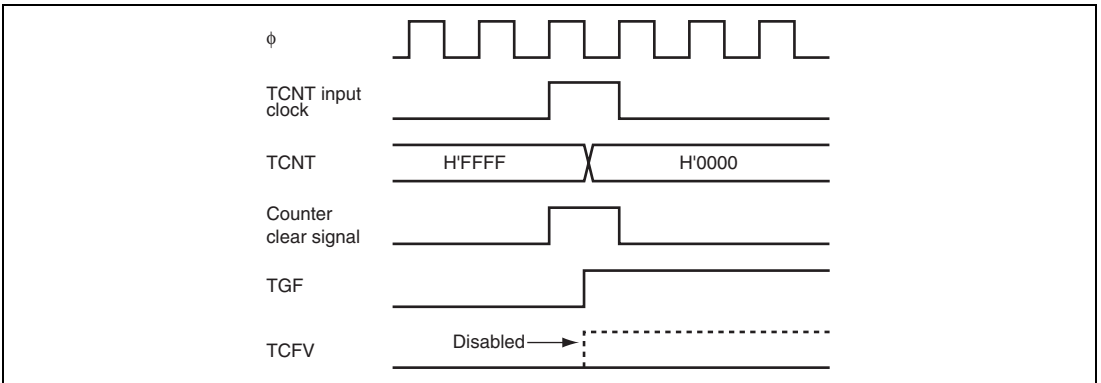 ϕ
TCNT input
clock
TCNT
H'FFFF
H'0000
Counter
clear signal
TGF
Disabled
TCFV